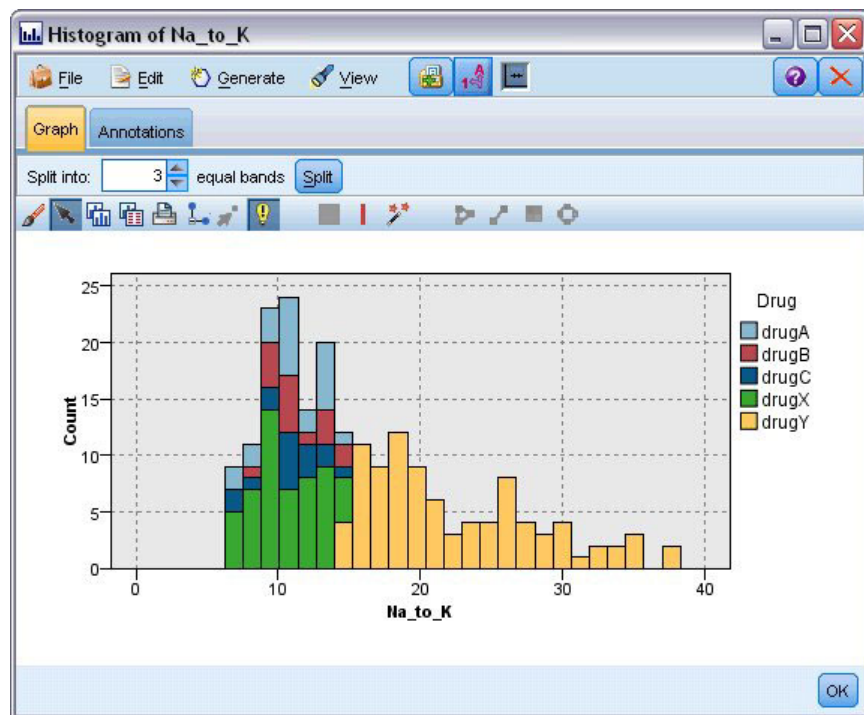 Histogram of Na_to_K
File Edit Generate View
Graph Annotations
Split into: 3 equal bands Split
25
20
15
10
5
0
Count
0 10 20 30 40
Na_to_K
Drug
drugA
drugB
drugC
drugX
drugY
OK